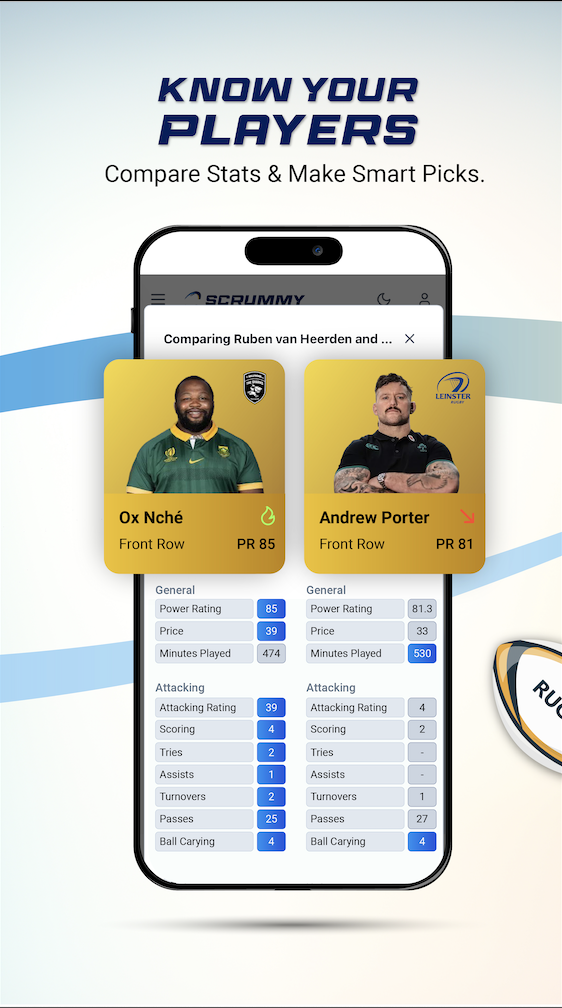 KNOW YOUR
PLAYERS
Compare Stats & Make Smart Picks.
SCRUMMY
Comparing Ruben van Heerden and ...
LEINSTER
RUGBY
Ox Nché
Front Row PR 85
Andrew Porter
Front Row PR 81
General
Power Rating 85
Price 39
Minutes Played 474
General
Power Rating 81.3
Price 33
Minutes Played 530
Attacking
Attacking Rating 39
Scoring 4
Tries 2
Assists 1
Turnovers 2
Passes 25
Ball Carying 4
Attacking
Attacking Rating 4
Scoring 2
Tries -
Assists -
Turnovers 1
Passes 27
Ball Carying 4
RUG